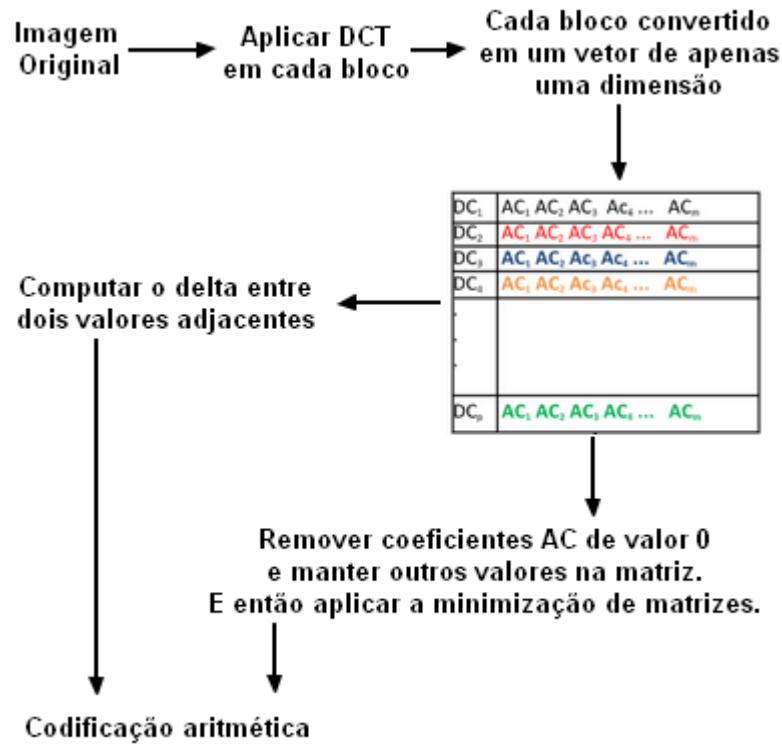 Imagem
Original
Aplicar DCT
em cada bloco
Cada bloco convertido
em um vetor de apenas
uma dimensão
DC₁ AC₁ AC₂ AC₃ Ac₄ ... ACₘ
DC₂ AC₁ AC₂ AC₃ AC₄ ... ACₘ
DC₃ AC₁ AC₂ Ac₃ Ac₄ ... ACₘ
DC₄ AC₁ AC₂ Ac₃ Ac₄ ... ACₘ
.
.
.
DCₚ AC₁ AC₂ AC₃ AC₄ ... ACₘ
Computar o delta entre
dois valores adjacentes
Remover coeficientes AC de valor 0
e manter outros valores na matriz.
E então aplicar a minimização de matrizes.
Codificação aritmética